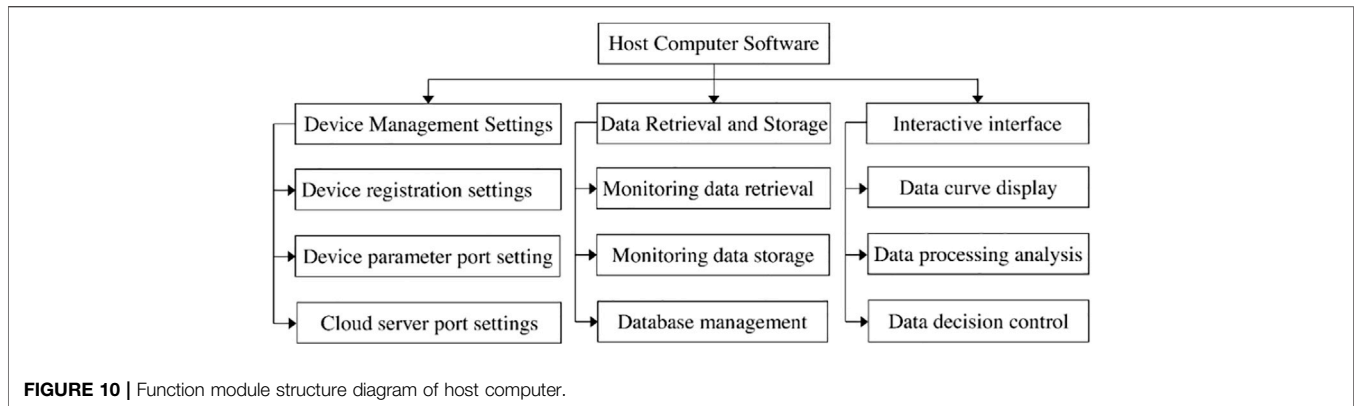 Host Computer Software
Device Management Settings
Data Retrieval and Storage
Interactive interface
Device registration settings
Monitoring data retrieval
Data curve display
Device parameter port setting
Monitoring data storage
Data processing analysis
Cloud server port settings
Database management
Data decision control
FIGURE 10 | Function module structure diagram of host computer.